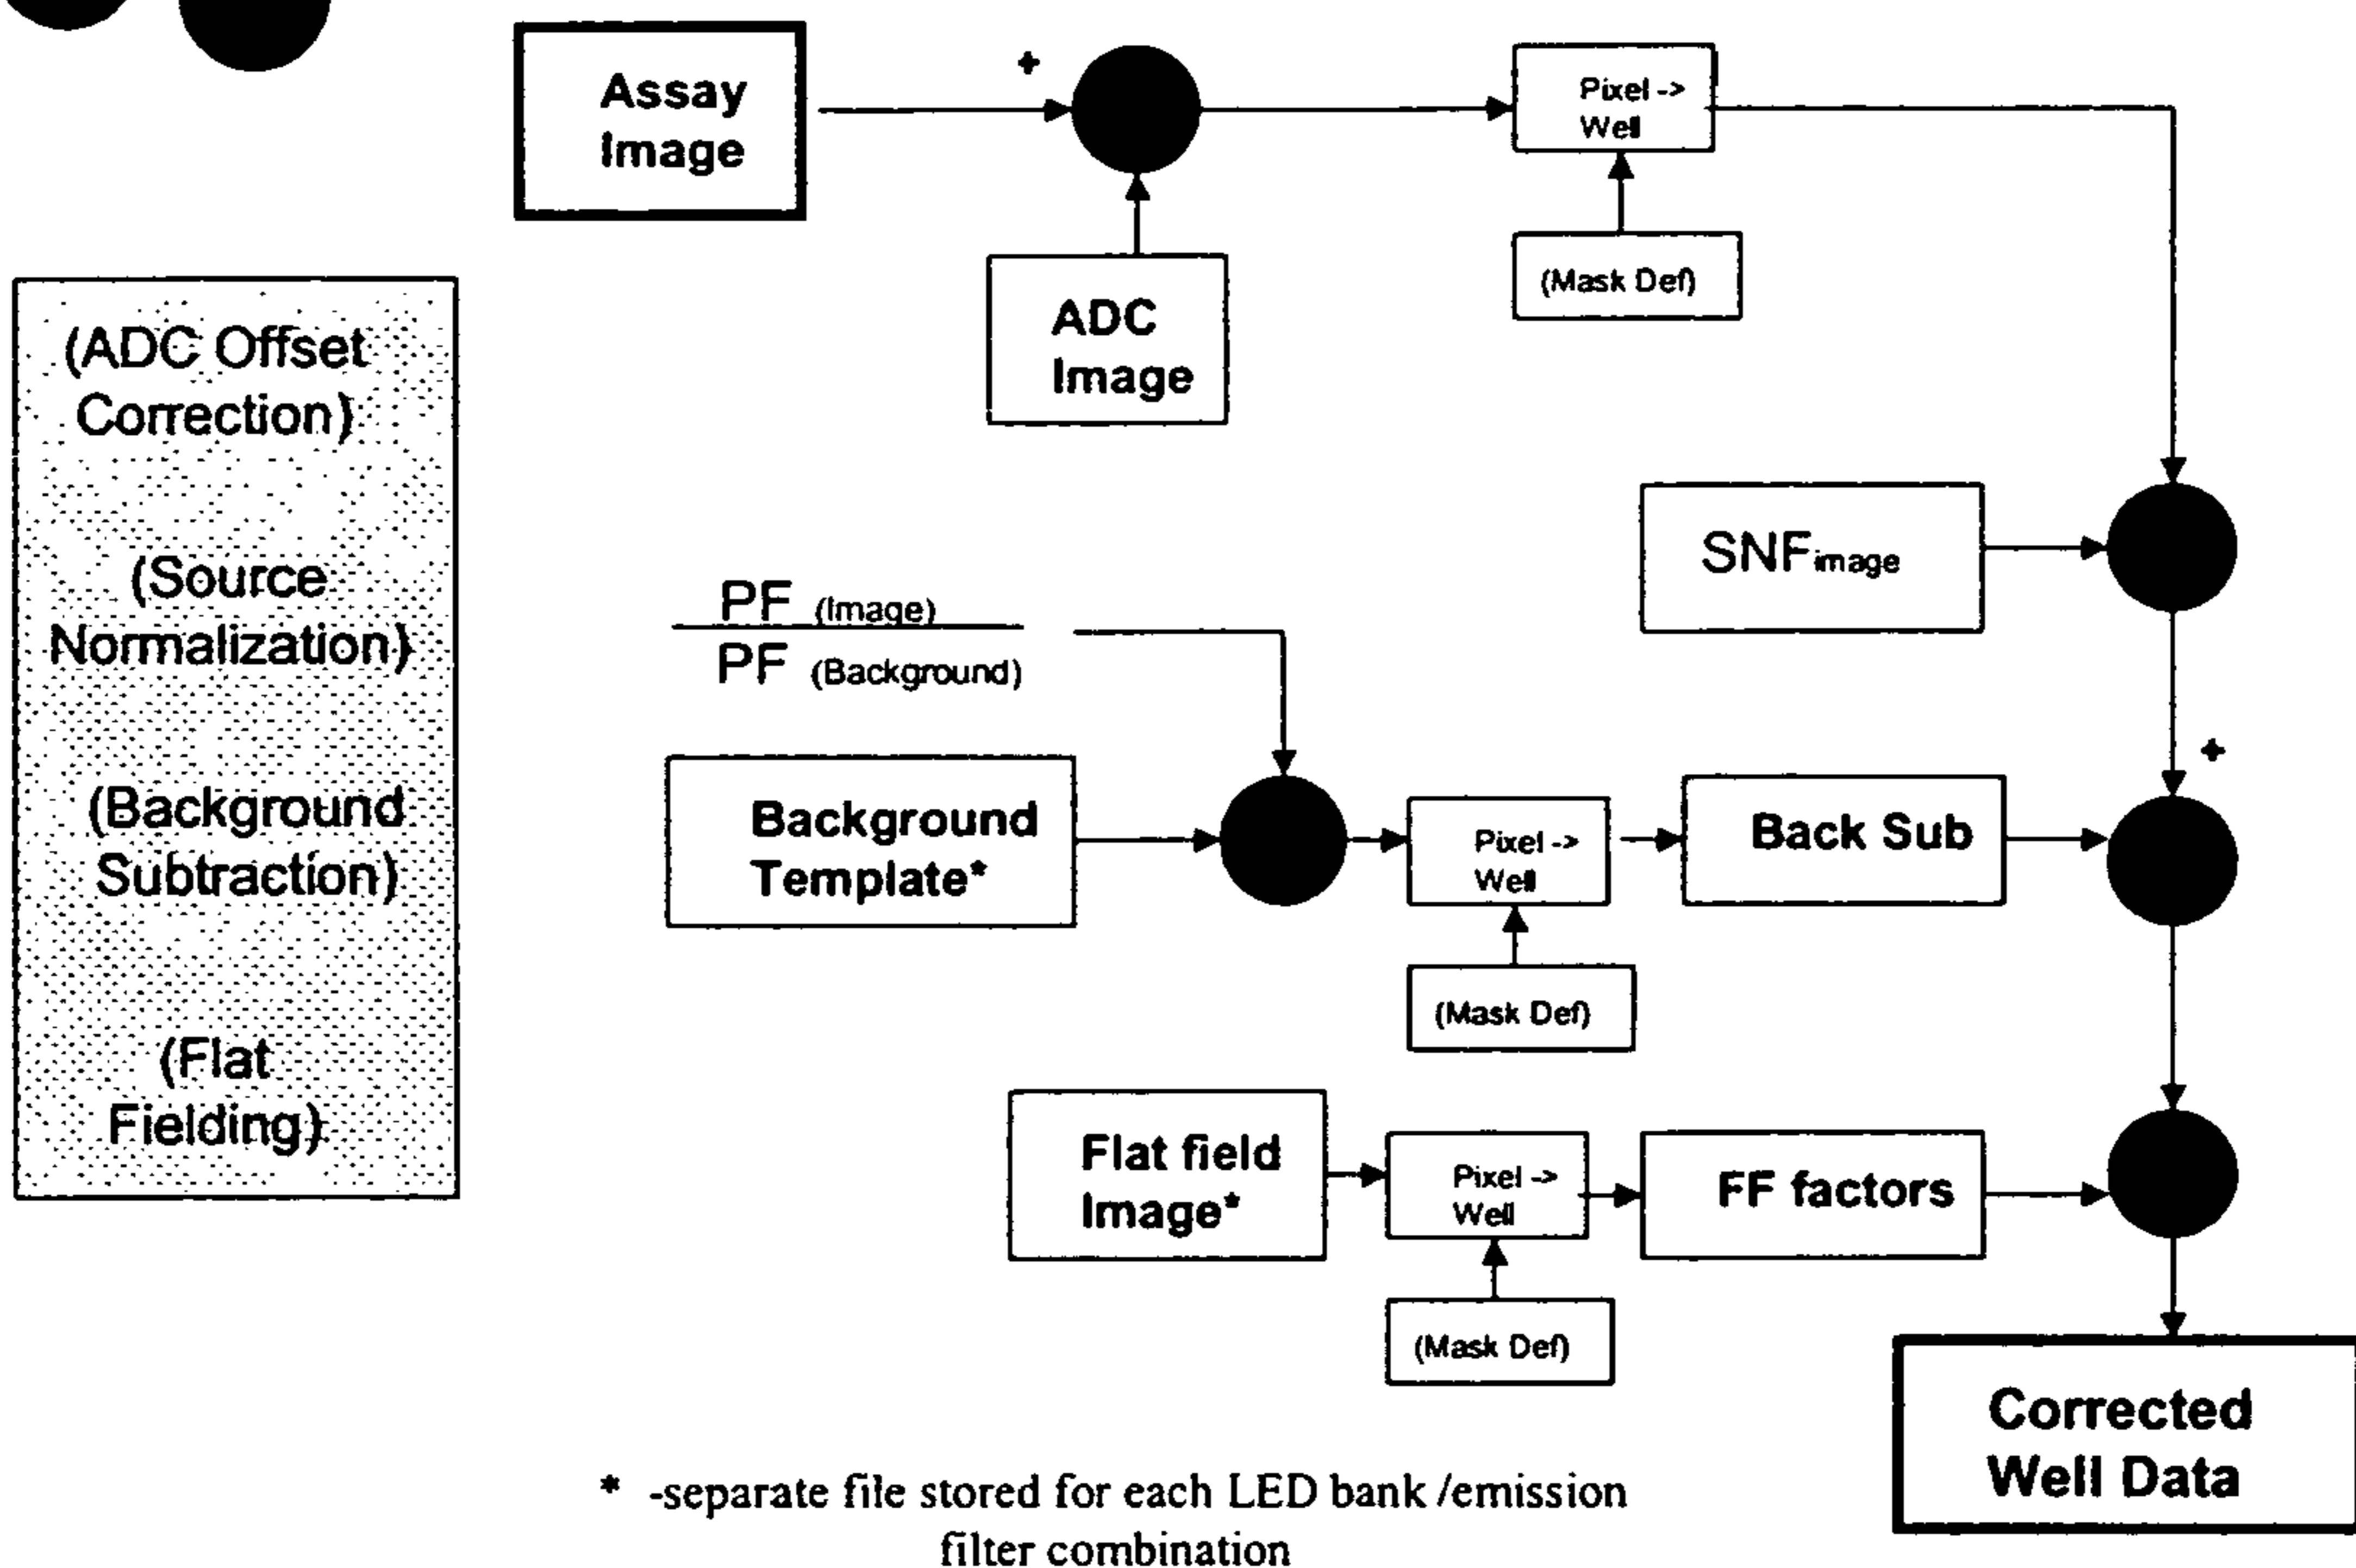 Assay
Image
+
Pixel ->
Well
(Mask Def)
ADC
Image
(ADC Offset
Correction)
(Source
Normalization)
(Background
Subtraction)
(Flat
Fielding)
SNFimage
PF (Image)
PF (Background)
+
Background
Template*
Pixel ->
Well
Back Sub
(Mask Def)
Flat field
Image*
Pixel ->
Well
FF factors
(Mask Def)
Corrected
Well Data
* -separate file stored for each LED bank /emission
filter combination